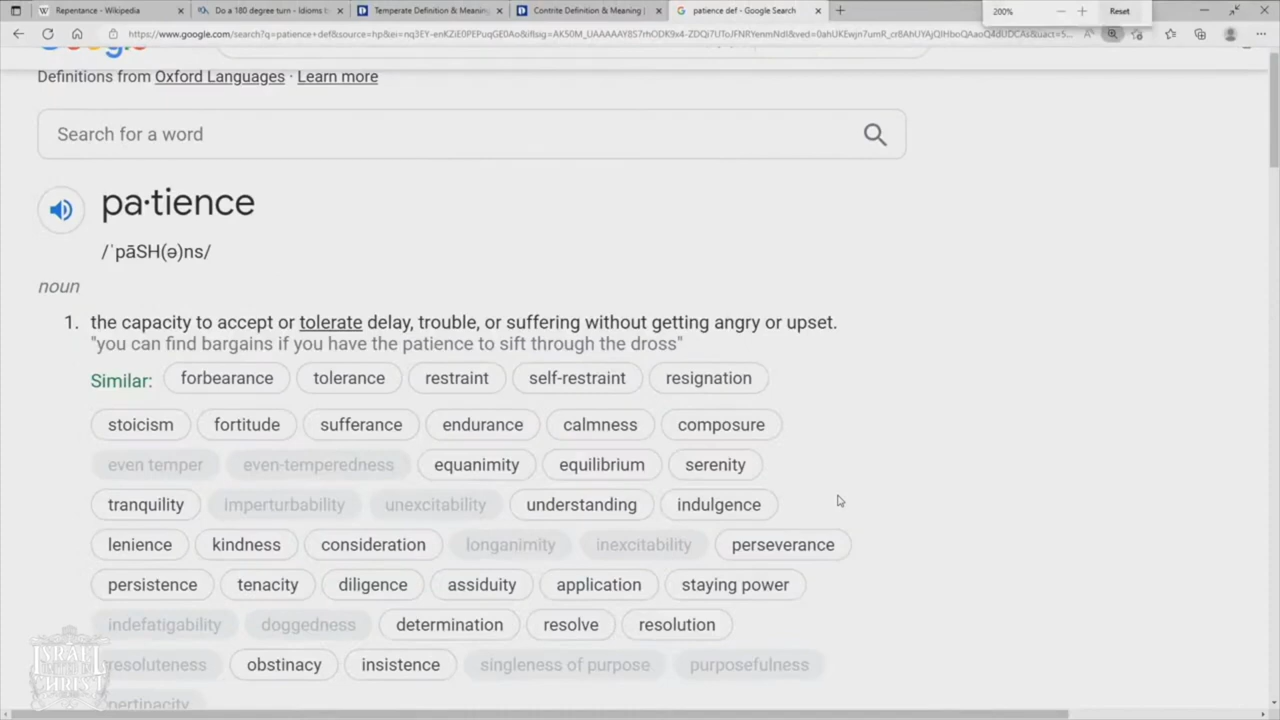 Repentance - Wikipedia
Do a 180 degree turn - Idioms b
Temperate Definition & Meaning
Contrite Definition & Meaning |
patience def - Google Search
200%
Reset
Definitions from Oxford Languages · Learn more
Search for a word
pa·tience
/ˈpāSH(ə)ns/
noun
1. the capacity to accept or tolerate delay, trouble, or suffering without getting angry or upset.
"you can find bargains if you have the patience to sift through the dross"
Similar: forbearance tolerance restraint self-restraint resignation
stoicism fortitude sufferance endurance calmness composure
even temper even-temperedness equanimity equilibrium serenity
tranquility imperturbability unexcitability understanding indulgence
lenience kindness consideration longanimity inexcitability perseverance
persistence tenacity diligence assiduity application staying power
indefatigability doggedness determination resolve resolution
resoluteness obstinacy insistence singleness of purpose purposefulness
pertinacity
ISRAEL
CHRIST